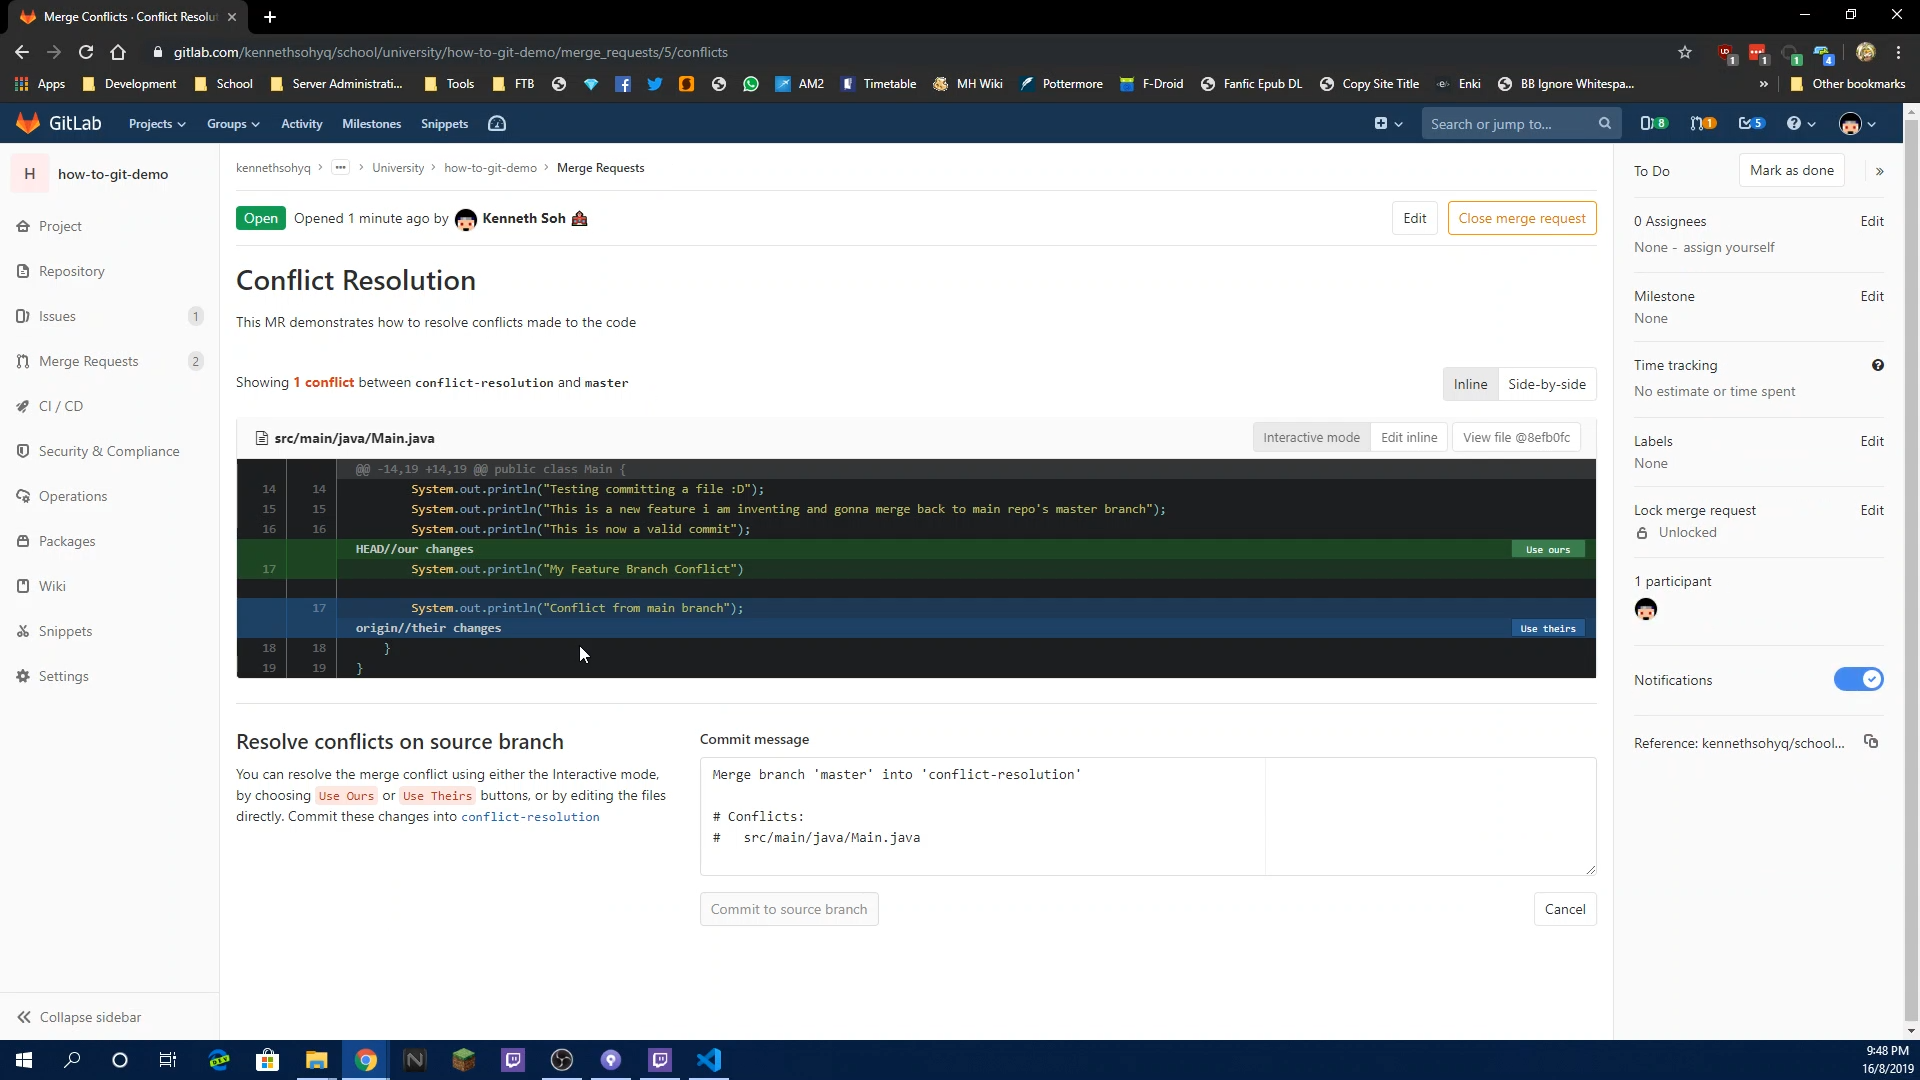 Merge Conflicts · Conflict Resolut
gitlab.com/kennethsohyq/school/university/how-to-git-demo/merge_requests/5/conflicts
1 1 1 4
Apps Development School Server Administrati... Tools FTB AM2 Timetable MH Wiki Pottermore F-Droid Fanfic Epub DL Copy Site Title Enki BB Ignore Whitespa... » Other bookmarks
GitLab Projects Groups Activity Milestones Snippets Search or jump to... 8 1 5
H how-to-git-demo
Project
Repository
Issues 1
Merge Requests 2
CI / CD
Security & Compliance
Operations
Packages
Wiki
Snippets
Settings
Collapse sidebar
kennethsohyq › ... › University › how-to-git-demo › Merge Requests
Open Opened 1 minute ago by Kenneth Soh Edit Close merge request
Conflict Resolution
This MR demonstrates how to resolve conflicts made to the code
Showing 1 conflict between conflict-resolution and master Inline Side-by-side
src/main/java/Main.java Interactive mode Edit inline View file @8efb0fc
@@ -14,19 +14,19 @@ public class Main {
14 14 System.out.println("Testing committing a file :D");
15 15 System.out.println("This is a new feature i am inventing and gonna merge back to main repo's master branch");
16 16 System.out.println("This is now a valid commit");
HEAD//our changes Use ours
17 System.out.println("My Feature Branch Conflict")
17 System.out.println("Conflict from main branch");
origin//their changes Use theirs
18 18 }
19 19 }
Resolve conflicts on source branch
You can resolve the merge conflict using either the Interactive mode,
by choosing Use Ours or Use Theirs buttons, or by editing the files
directly. Commit these changes into conflict-resolution
Commit message
Merge branch 'master' into 'conflict-resolution'
# Conflicts:
# src/main/java/Main.java
Commit to source branch Cancel
To Do Mark as done »
0 Assignees Edit
None - assign yourself
Milestone Edit
None
Time tracking ?
No estimate or time spent
Labels Edit
None
Lock merge request Edit
Unlocked
1 participant
Notifications
Reference: kennethsohyq/school...
9:48 PM
16/8/2019